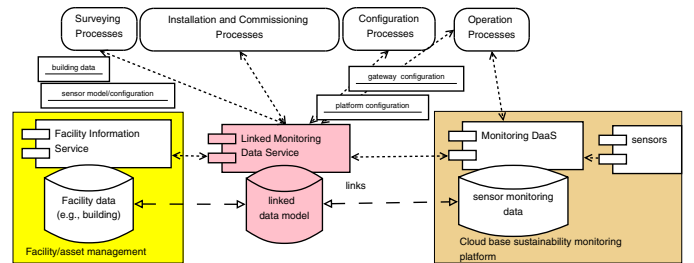 Surveying
Processes
Installation and Commissioning
Processes
Configuration
Processes
Operation
Processes
building data
gateway configuration
sensor model/configuration
platform configuration
Facility Information
Service
Linked Monitoring
Data Service
Monitoring DaaS
sensors
links
Facility data
(e.g., building)
linked
data model
sensor monitoring
data
Facility/asset management
Cloud base sustainability monitoring
platform